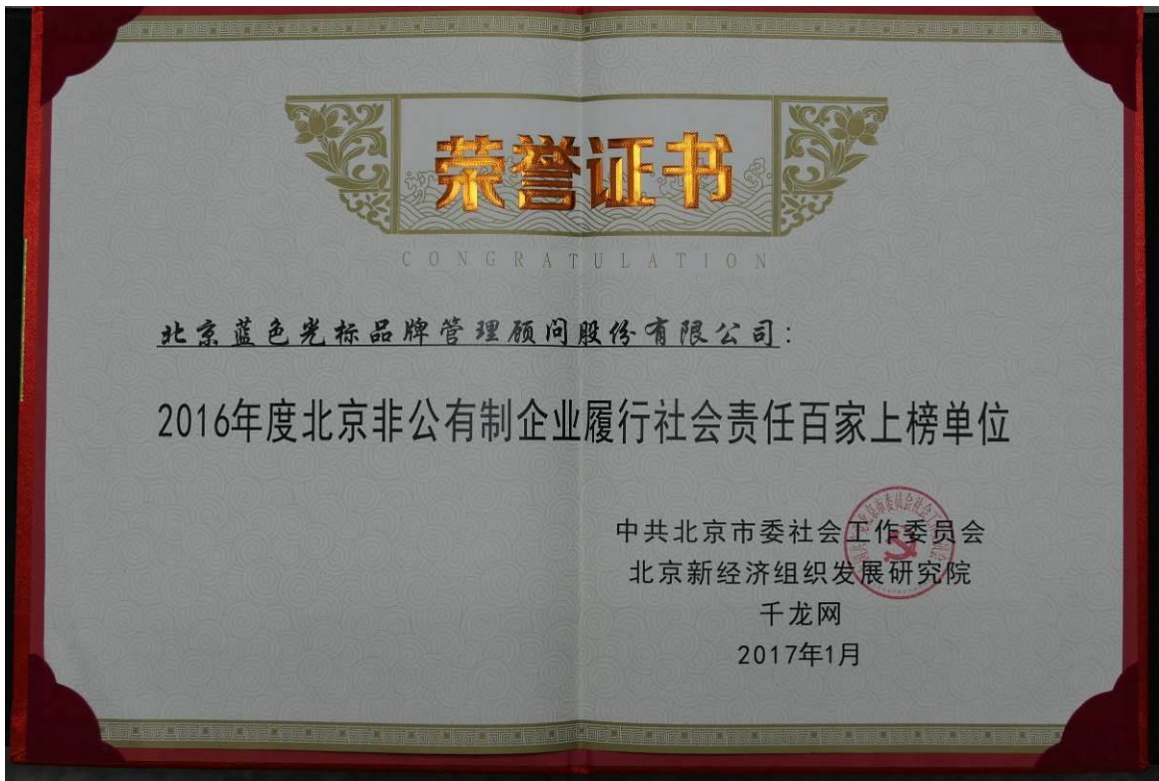 荣誉证书
CONGRATULATION
北京蓝色光标品牌管理顾问股份有限公司：
2016年度北京非公有制企业履行社会责任百家上榜单位
中共北京市委社会工作委员会
北京新经济组织发展研究院
千龙网
2017年1月